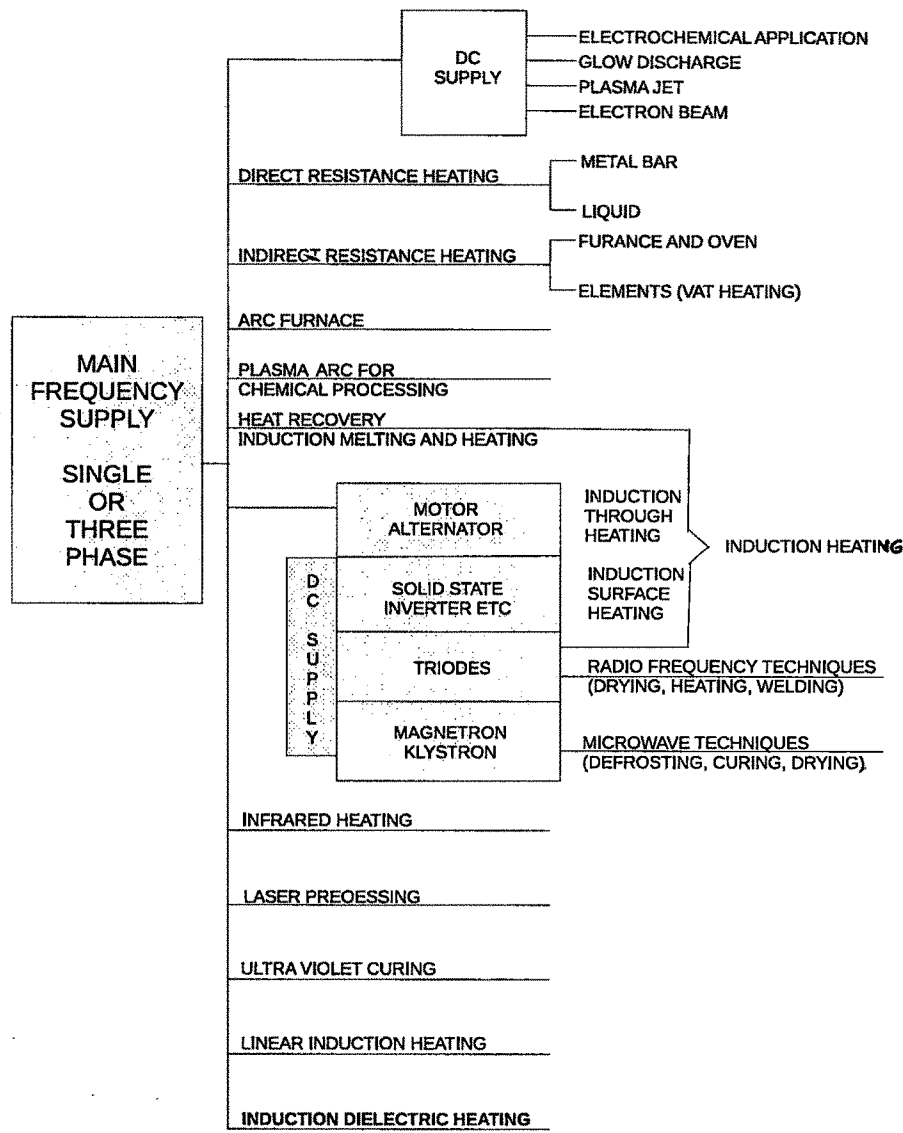 DC
SUPPLY
ELECTROCHEMICAL APPLICATION
GLOW DISCHARGE
PLASMA JET
ELECTRON BEAM
DIRECT RESISTANCE HEATING
METAL BAR
LIQUID
INDIRECT RESISTANCE HEATING
FURANCE AND OVEN
ELEMENTS (VAT HEATING)
ARC FURNACE
PLASMA ARC FOR
CHEMICAL PROCESSING
HEAT RECOVERY
INDUCTION MELTING AND HEATING
MAIN
FREQUENCY
SUPPLY
SINGLE
OR
THREE
PHASE
MOTOR
ALTERNATOR
DC SUPPLY
SOLID STATE
INVERTER ETC
TRIODES
MAGNETRON
KLYSTRON
INDUCTION
THROUGH
HEATING
INDUCTION
SURFACE
HEATING
INDUCTION HEATING
RADIO FREQUENCY TECHNIQUES
(DRYING, HEATING, WELDING)
MICROWAVE TECHNIQUES
(DEFROSTING, CURING, DRYING)
INFRARED HEATING
LASER PREOESSING
ULTRA VIOLET CURING
LINEAR INDUCTION HEATING
INDUCTION DIELECTRIC HEATING